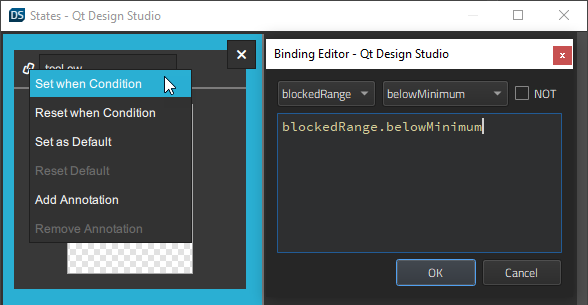 DS States - Qt Design Studio
Set when Condition
Reset when Condition
Set as Default
Reset Default
Add Annotation
Remove Annotation
Binding Editor - Qt Design Studio
blockedRange belowMinimum NOT
blockedRange.belowMinimum
OK Cancel